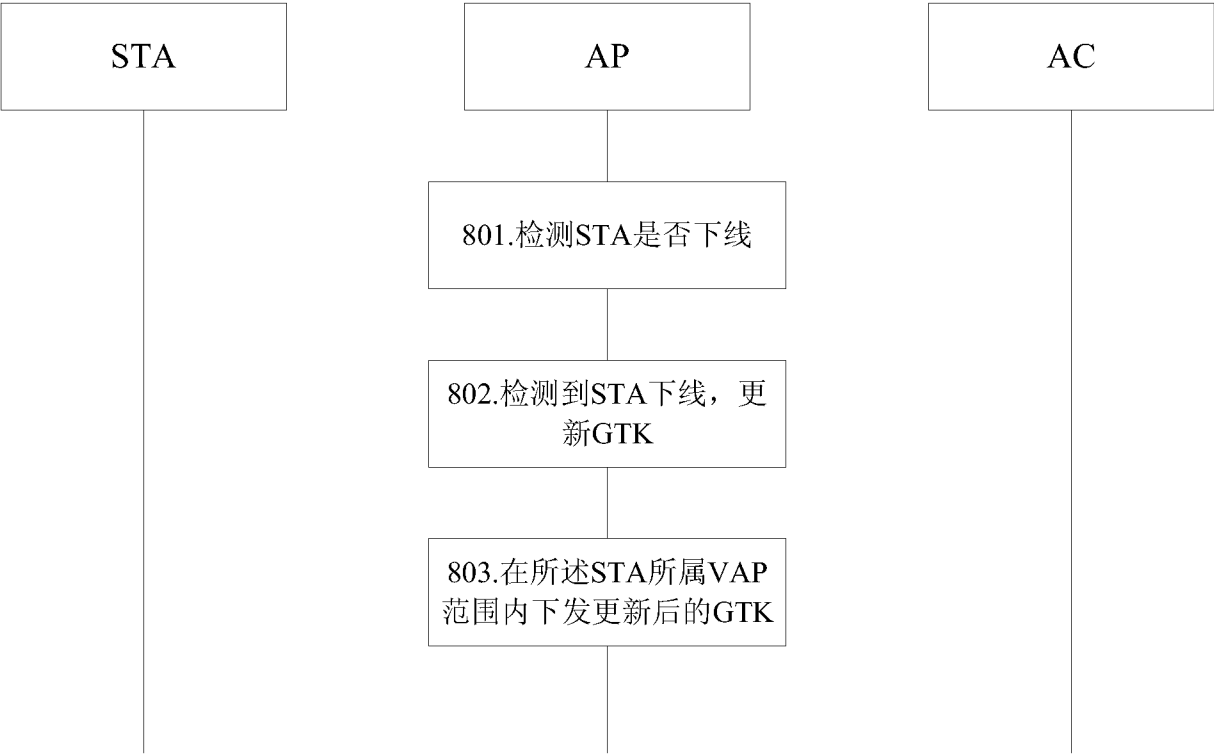 STA
AP
AC
801.检测STA是否下线
802.检测到STA下线，更
新GTK
803.在所述STA所属VAP
范围内下发更新后的GTK